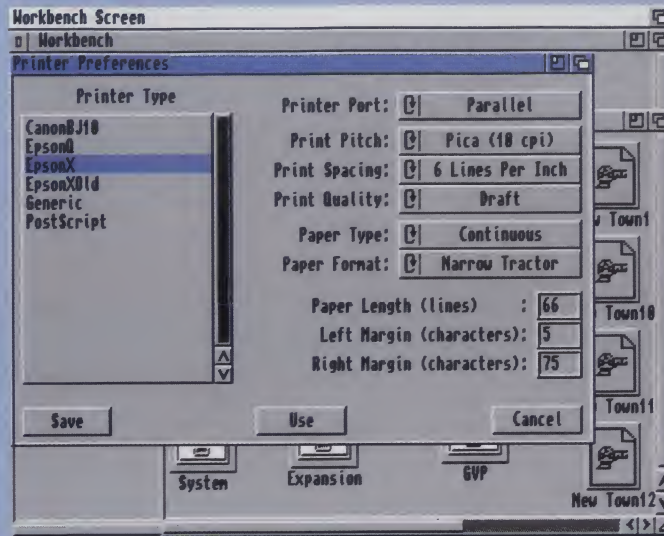 Workbench Screen
Workbench
Printer Preferences
Printer Type
CanonBJ10
EpsonQ
EpsonX
EpsonXOld
Generic
PostScript
Printer Port: Parallel
Print Pitch: Pica (10 cpi)
Print Spacing: 6 Lines Per Inch
Print Quality: Draft
Paper Type: Continuous
Paper Format: Narrow Tractor
Paper Length (lines) : 66
Left Margin (characters): 5
Right Margin (characters): 75
Save
Use
Cancel
w Town1
Town10
Town11
System
Expansion
GVP
New Town12